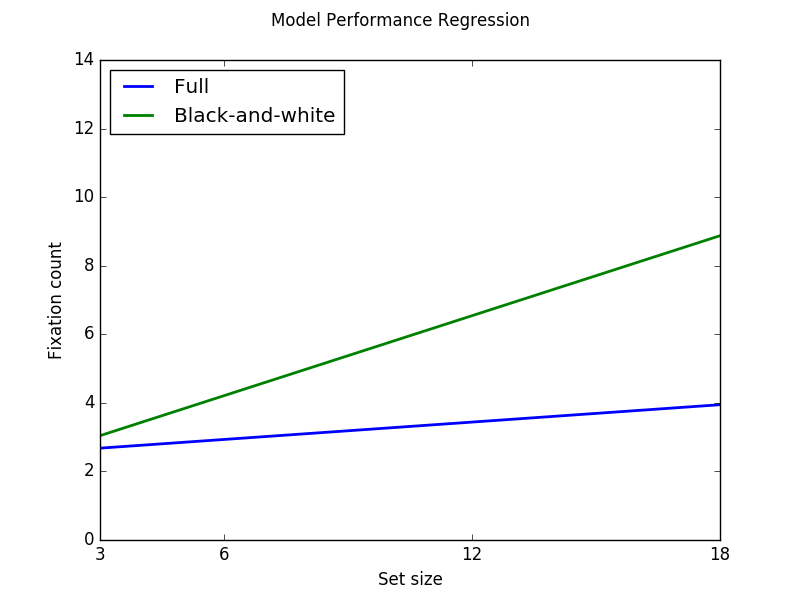 Model Performance Regression
14
12
10
8
6
4
2
0
Full
Black-and-white
Fixation count
3
6
12
18
Set size